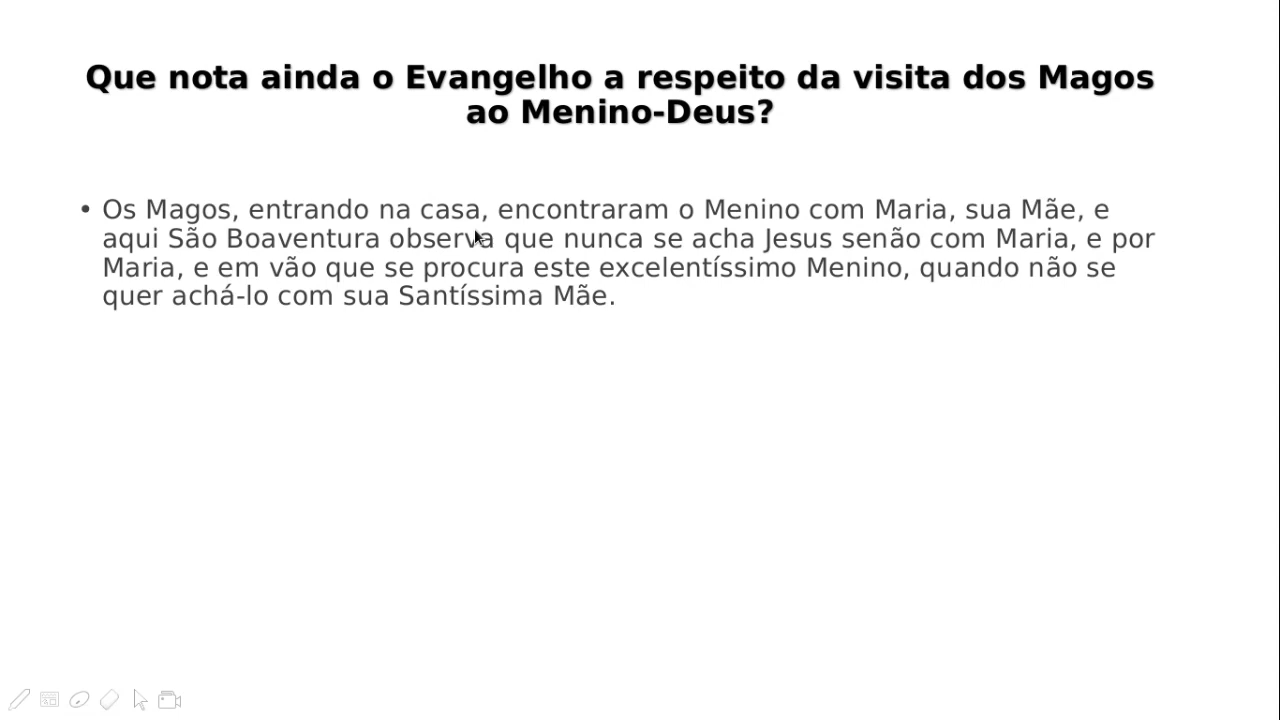 Que nota ainda o Evangelho a respeito da visita dos Magos
ao Menino-Deus?
• Os Magos, entrando na casa, encontraram o Menino com Maria, sua Mãe, e
aqui São Boaventura observa que nunca se acha Jesus senão com Maria, e por
Maria, e em vão que se procura este excelentíssimo Menino, quando não se
quer achá-lo com sua Santíssima Mãe.